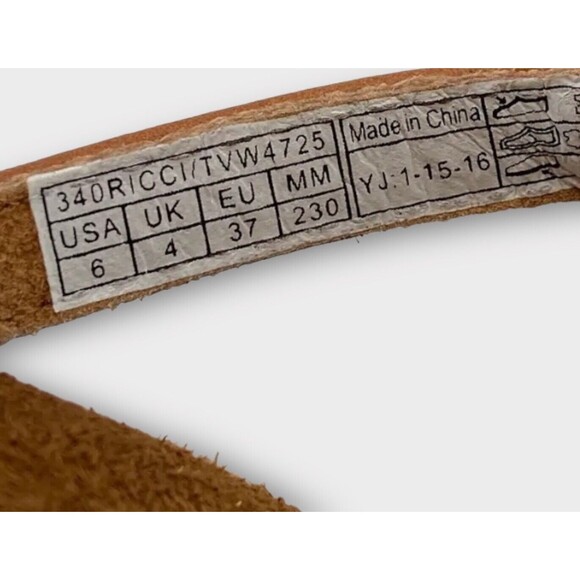 340RICCI/TVW4725
USA UK EU MM
6 4 37 230
Made in China
YJ:1-15-16